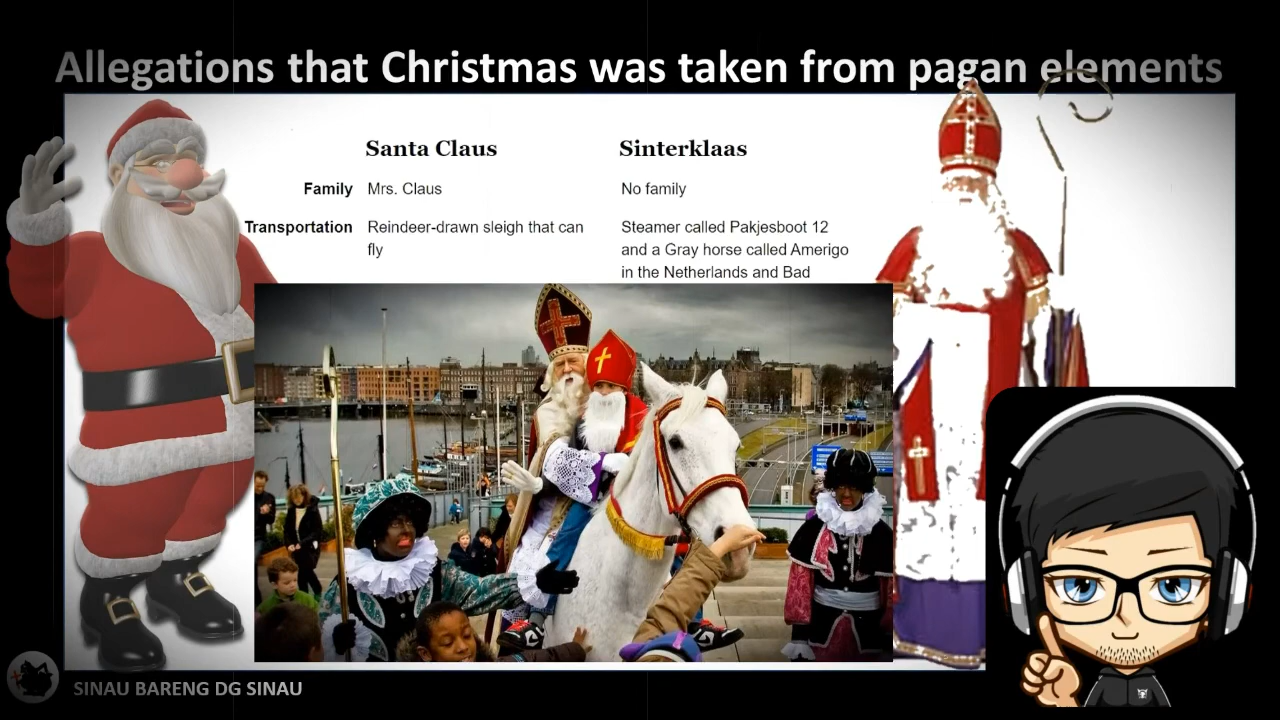 Allegations that Christmas was taken from pagan elements
Santa Claus Sinterklaas
Family Mrs. Claus No family
Transportation Reindeer-drawn sleigh that can Steamer called Pakjesboot 12
fly and a Gray horse called Amerigo
in the Netherlands and Bad
SINAU BARENG DG SINAU